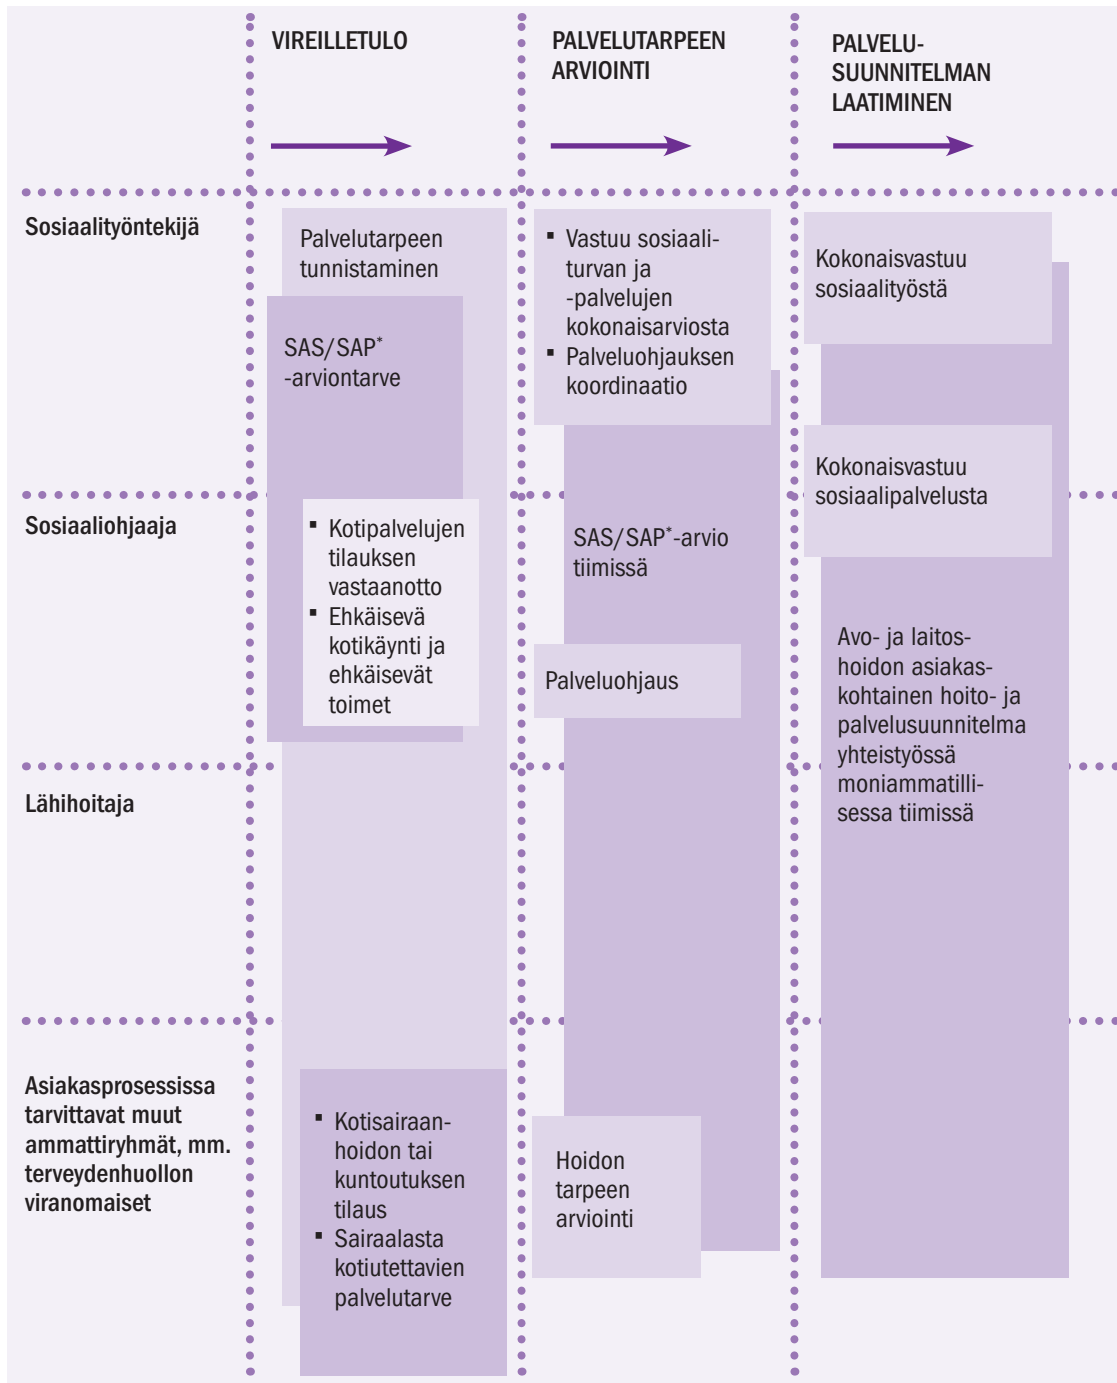 VIREILLETULO
PALVELUTARPEEN
ARVIOINTI
PALVELU-
SUUNNITELMAN
LAATIMINEN
Sosiaalityöntekijä
Palvelutarpeen
tunnistaminen
SAS/SAP*
-arviontarve
▪ Vastuu sosiaali-
turvan ja
-palvelujen
kokonaisarviosta
▪ Palveluohjauksen
koordinaatio
Kokonaisvastuu
sosiaalityöstä
Kokonaisvastuu
sosiaalipalvelusta
Sosiaaliohjaaja
▪ Kotipalvelujen
tilauksen
vastaanotto
▪ Ehkäisevä
kotikäynti ja
ehkäisevät
toimet
SAS/SAP*-arvio
tiimissä
Palveluohjaus
Avo- ja laitos-
hoidon asiakas-
kohtainen hoito- ja
palvelusuunnitelma
yhteistyössä
moniammatilli-
sessa tiimissä
Lähihoitaja
Asiakasprosessissa
tarvittavat muut
ammattiryhmät, mm.
terveydenhuollon
viranomaiset
▪ Kotisairaan-
hoidon tai
kuntoutuksen
tilaus
▪ Sairaalasta
kotiutettavien
palvelutarve
Hoidon
tarpeen
arviointi